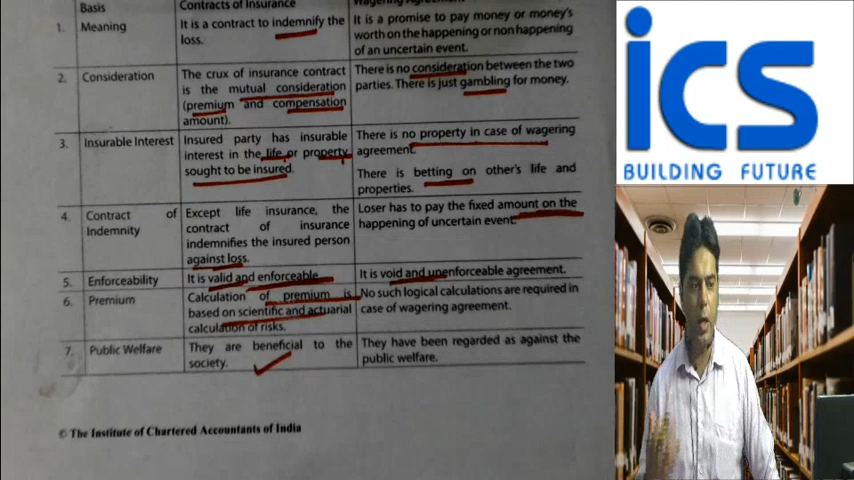 Basis
Contracts of Insurance
Wagering Agreement
1. Meaning
It is a contract to indemnify the
loss.
It is a promise to pay money or money's
worth on the happening or non happening
of an uncertain event.
2. Consideration
The crux of insurance contract
is the mutual consideration
(premium and compensation
amount).
There is no consideration between the two
parties. There is just gambling for money.
3. Insurable Interest
Insured party has insurable
interest in the life or property
sought to be insured.
There is no property in case of wagering
agreement.
There is betting on other's life and
properties.
4. Contract of
Indemnity
Except life insurance, the
contract of insurance
indemnifies the insured person
against loss.
Loser has to pay the fixed amount on the
happening of uncertain event.
5. Enforceability
It is valid and enforceable
It is void and unenforceable agreement.
6. Premium
Calculation of premium is
based on scientific and actuarial
calculation of risks.
No such logical calculations are required in
case of wagering agreement.
7. Public Welfare
They are beneficial to the
society.
They have been regarded as against the
public welfare.
© The Institute of Chartered Accountants of India
ics
BUILDING FUTURE